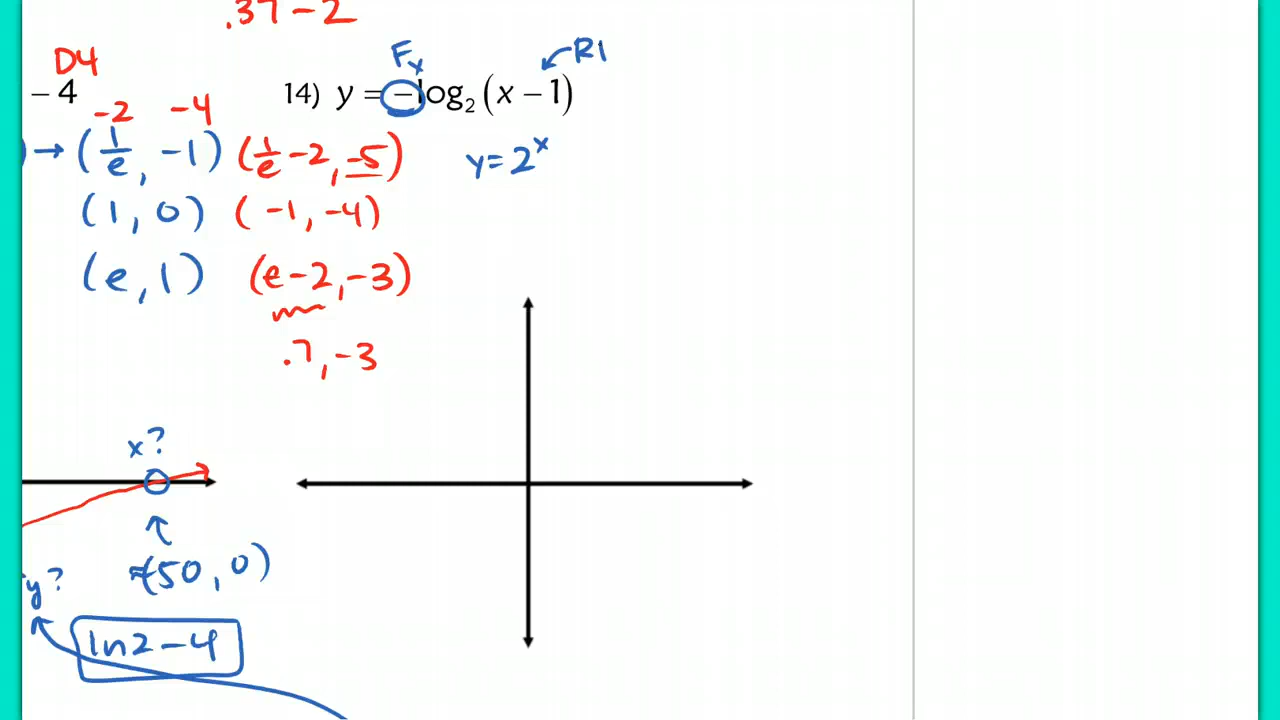 .37 - 2
D4
- 4
-2 -4
→ (1/e, -1) (1/e - 2, -5)
(1, 0) (-1, -4)
(e, 1) (e - 2, -3)
.7, -3
x?
(50, 0)
y?
ln2 - 4
Fx
R1
14) y = -log₂(x - 1)
y = 2ˣ